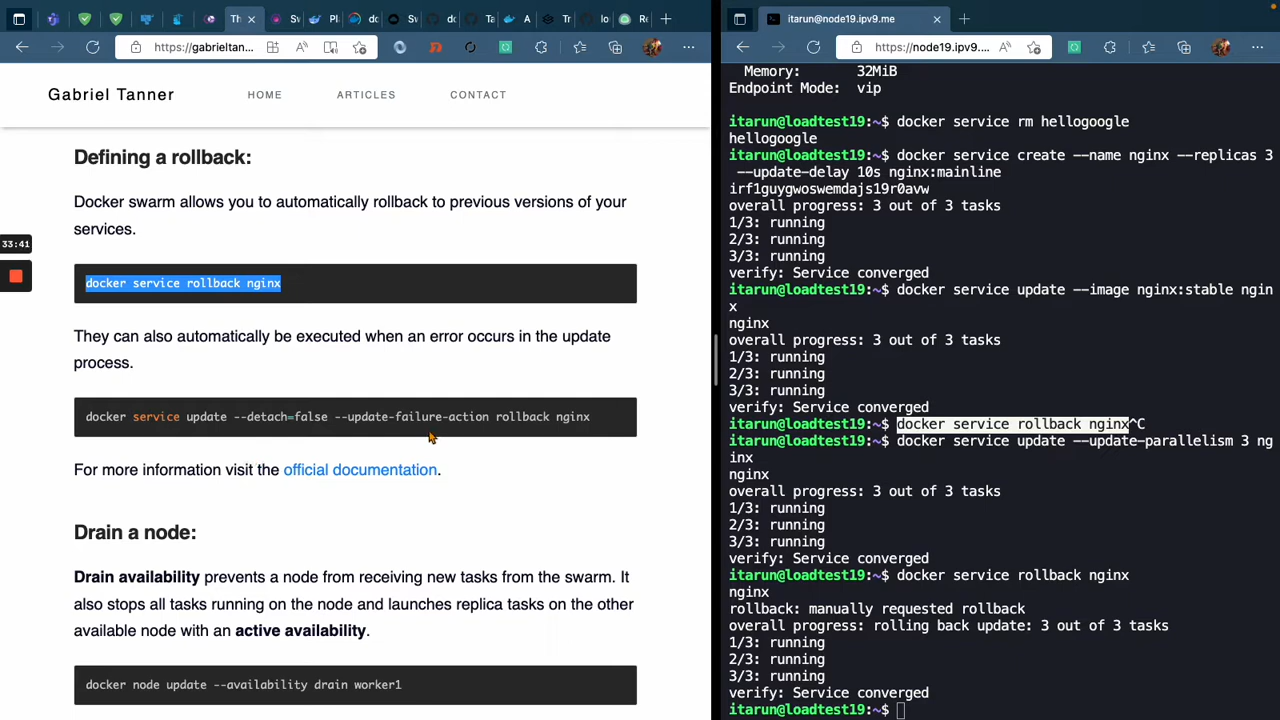 Th
Sw
Pl
do
Sw
do
Ta
A
Tr
lo
Re
https://gabrieltan...
Gabriel Tanner
HOME
ARTICLES
CONTACT
Defining a rollback:
Docker swarm allows you to automatically rollback to previous versions of your
services.
33:41
docker service rollback nginx
They can also automatically be executed when an error occurs in the update
process.
docker service update --detach=false --update-failure-action rollback nginx
For more information visit the official documentation.
Drain a node:
Drain availability prevents a node from receiving new tasks from the swarm. It
also stops all tasks running on the node and launches replica tasks on the other
available node with an active availability.
docker node update --availability drain worker1
itarun@node19.ipv9.me
https://node19.ipv9....
Memory: 32MiB
Endpoint Mode: vip
itarun@loadtest19:~$ docker service rm hellogoogle
hellogoogle
itarun@loadtest19:~$ docker service create --name nginx --replicas 3
--update-delay 10s nginx:mainline
irf1guygwoswemdajs19r0avw
overall progress: 3 out of 3 tasks
1/3: running
2/3: running
3/3: running
verify: Service converged
itarun@loadtest19:~$ docker service update --image nginx:stable ngin
x
nginx
overall progress: 3 out of 3 tasks
1/3: running
2/3: running
3/3: running
verify: Service converged
itarun@loadtest19:~$ docker service rollback nginx^C
itarun@loadtest19:~$ docker service update --update-parallelism 3 ng
inx
nginx
overall progress: 3 out of 3 tasks
1/3: running
2/3: running
3/3: running
verify: Service converged
itarun@loadtest19:~$ docker service rollback nginx
nginx
rollback: manually requested rollback
overall progress: rolling back update: 3 out of 3 tasks
1/3: running
2/3: running
3/3: running
verify: Service converged
itarun@loadtest19:~$